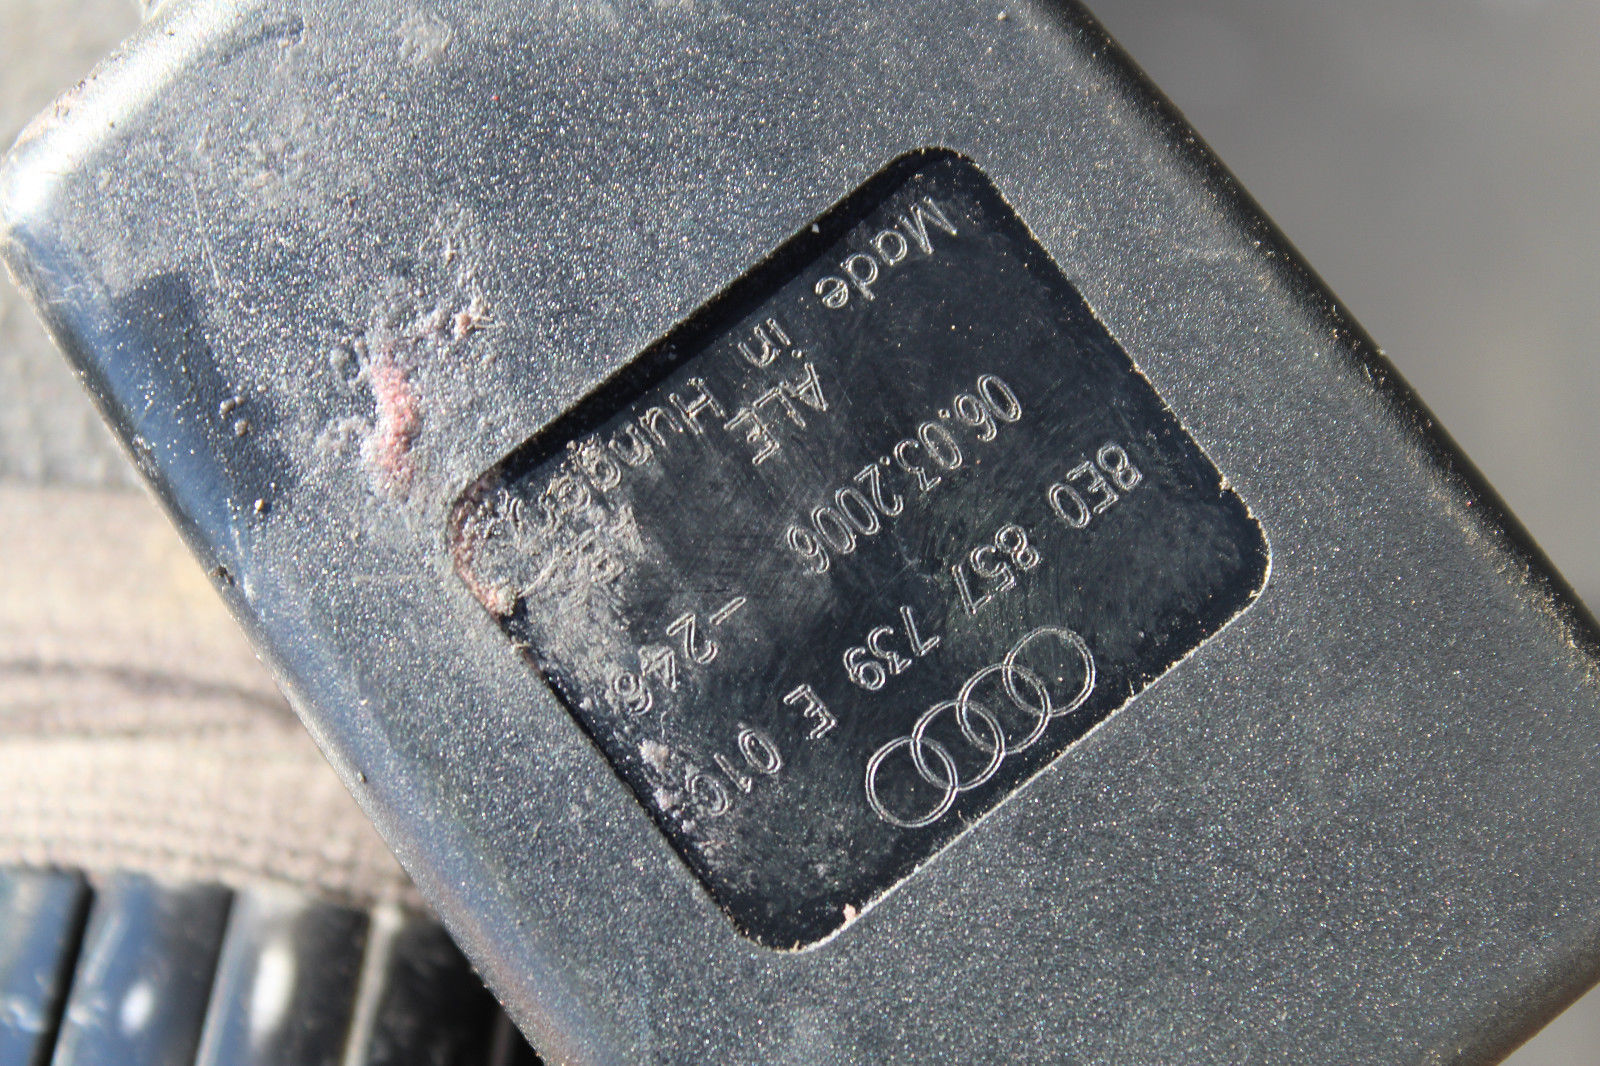 8E0 857 739 E 01C
06.03.2006 -246
ALE
Made in Hungary